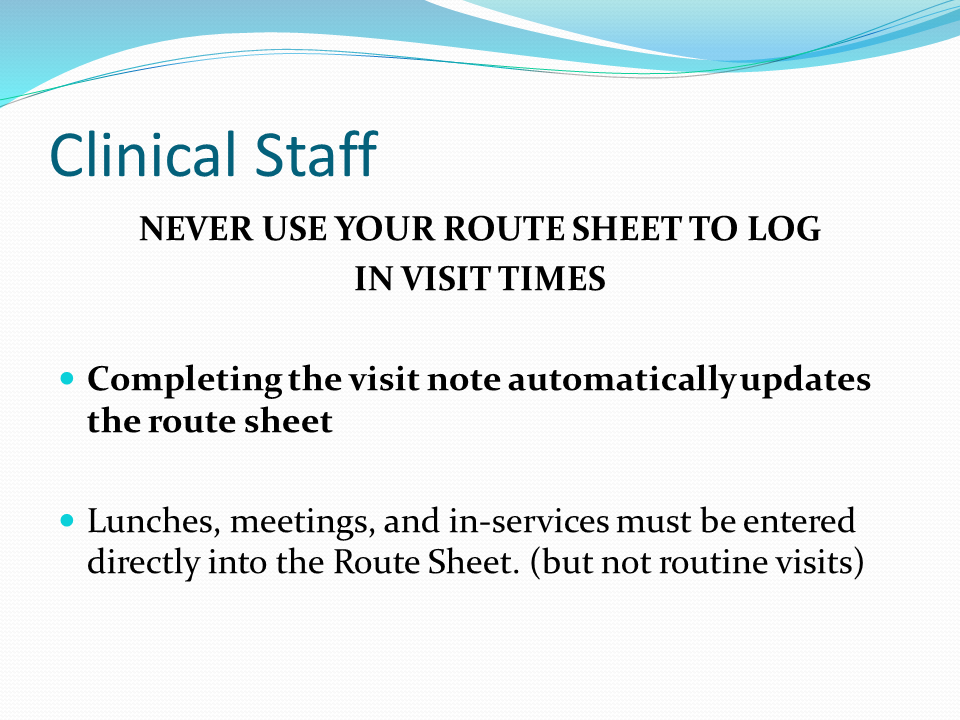 Clinical Staff
NEVER USE YOUR ROUTE SHEET TO LOG
IN VISIT TIMES
• Completing the visit note automatically updates
the route sheet
• Lunches, meetings, and in-services must be entered
directly into the Route Sheet. (but not routine visits)